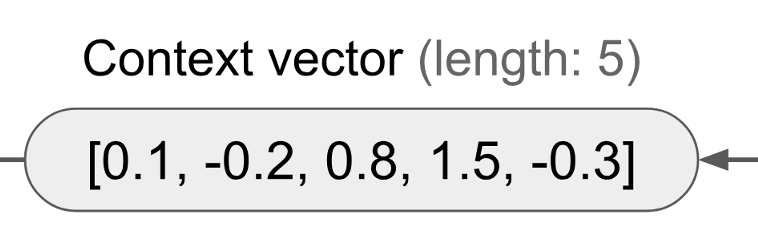 Context vector (length: 5)
[0.1, -0.2, 0.8, 1.5, -0.3]